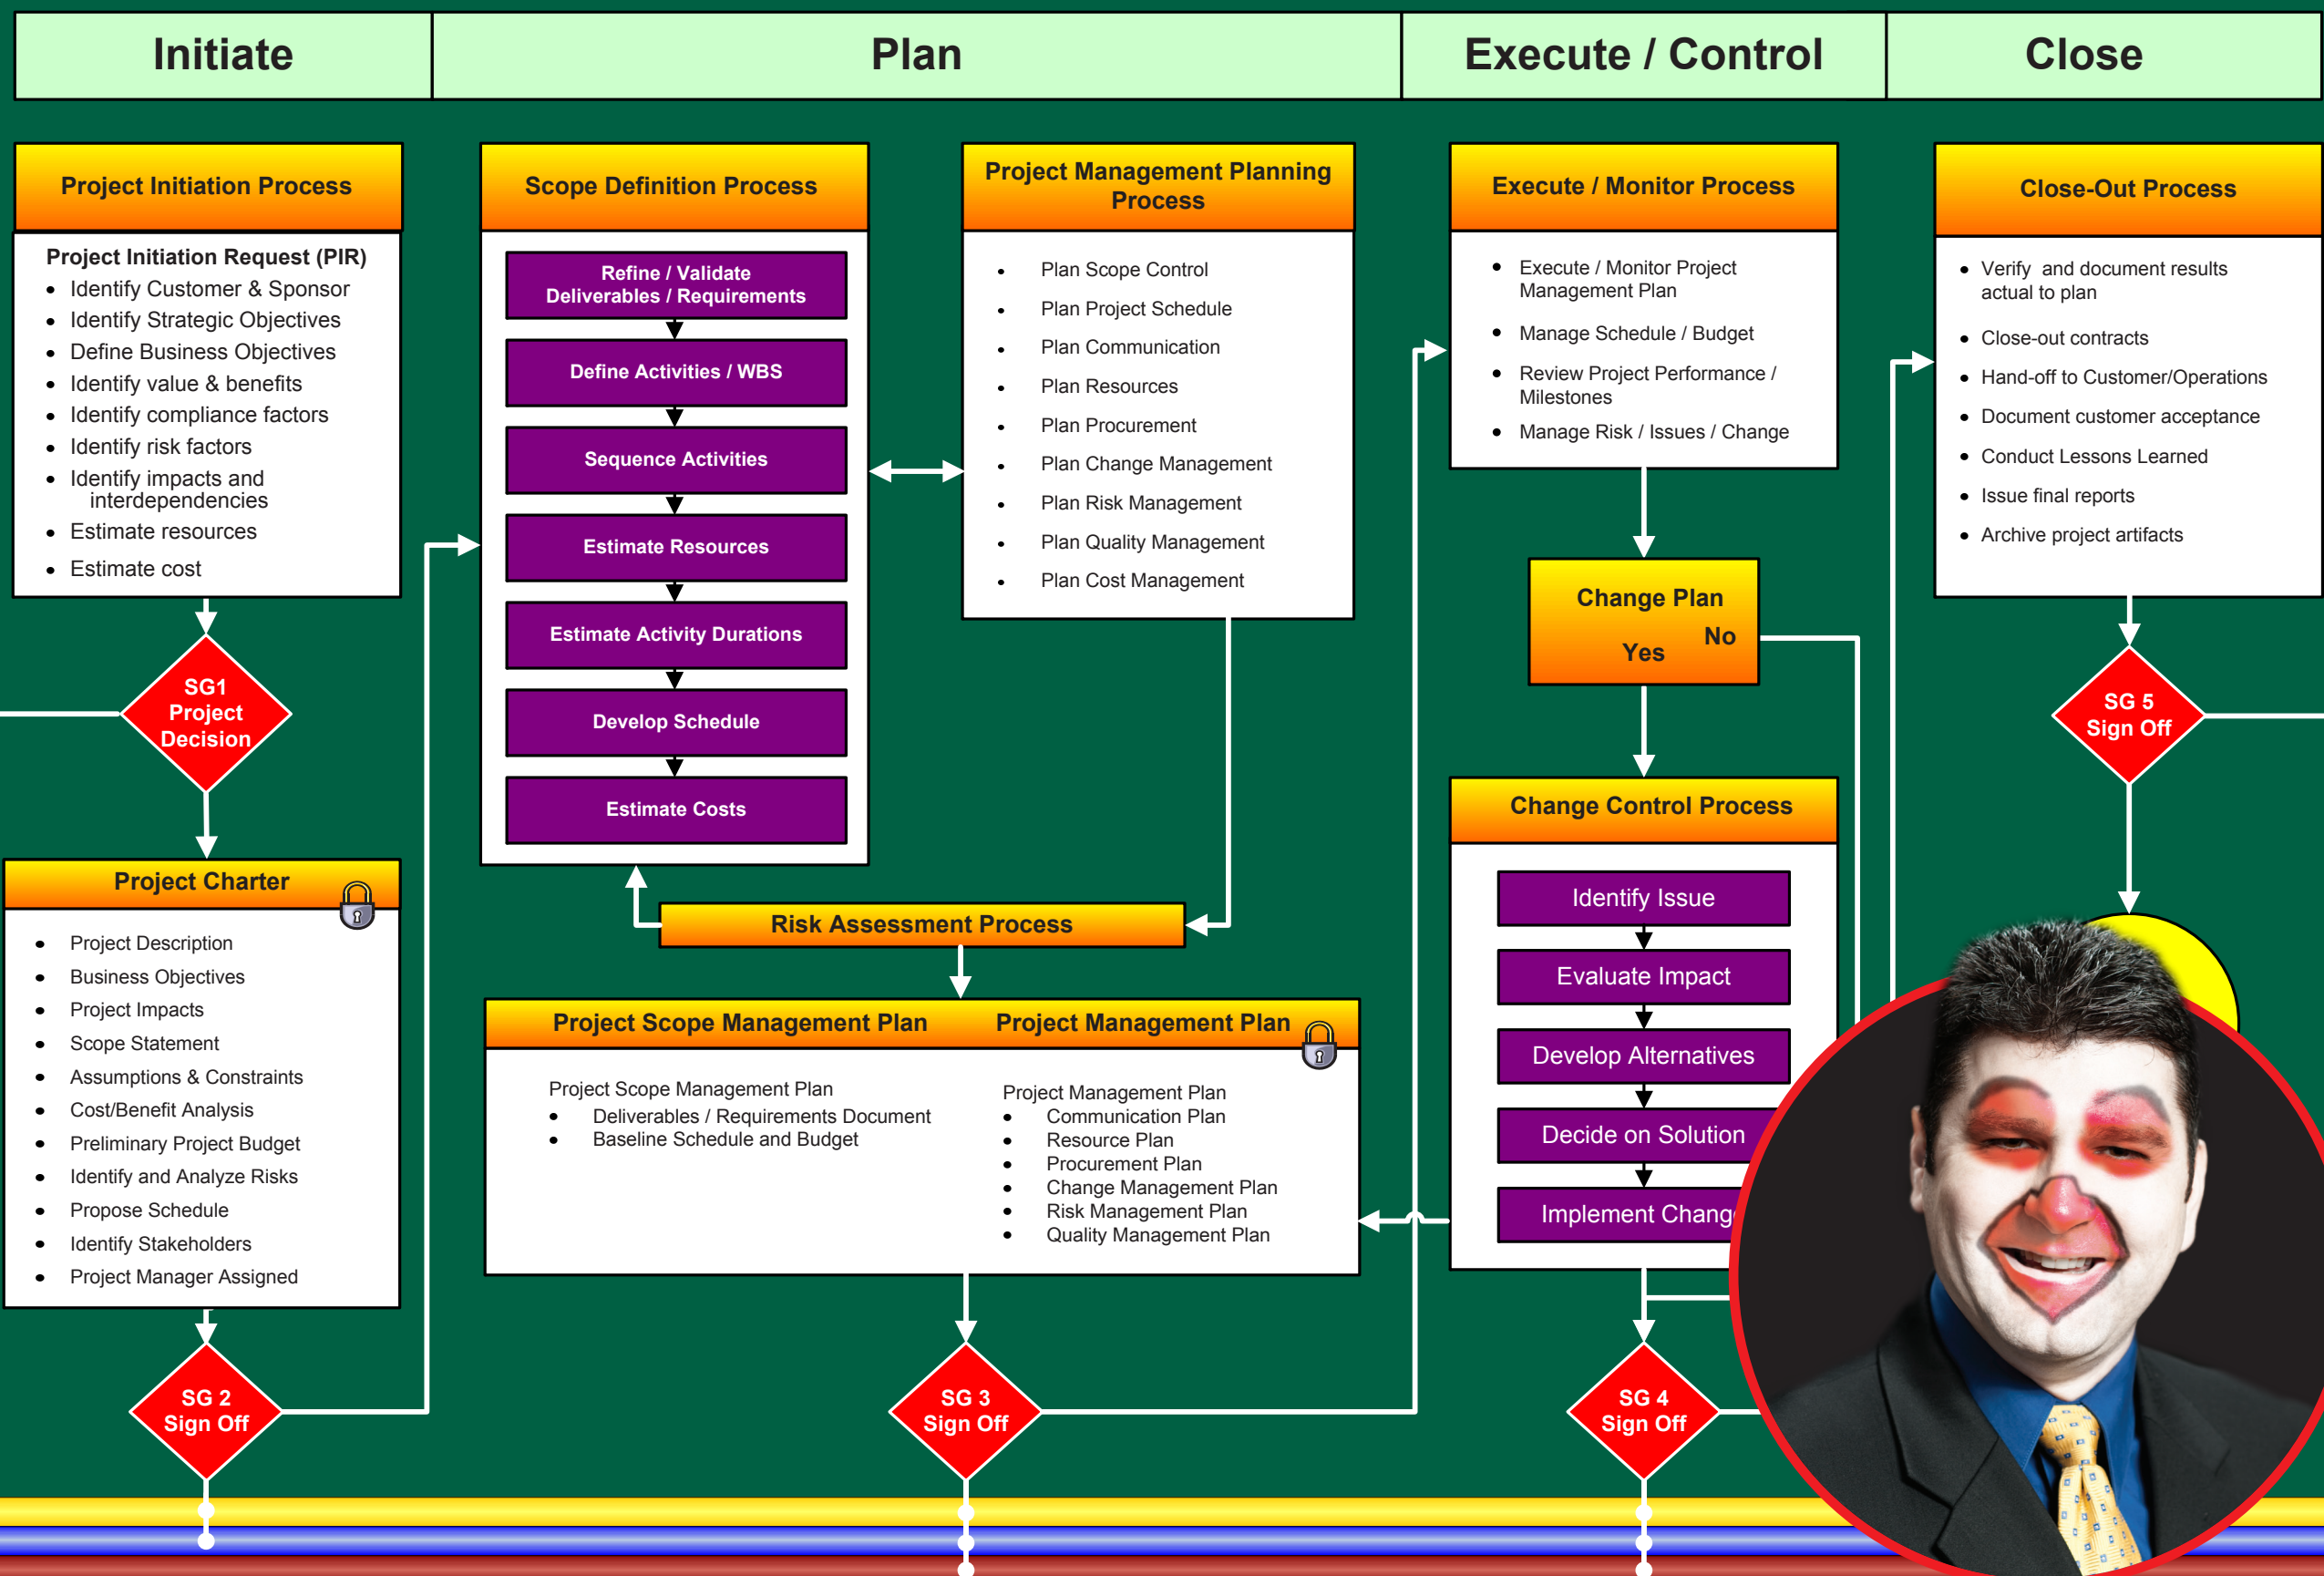 Initiate
Plan
Execute / Control
Close
Project Initiation Process
Project Initiation Request (PIR)
Identify Customer & Sponsor
Identify Strategic Objectives
Define Business Objectives
Identify value & benefits
Identify compliance factors
Identify risk factors
Identify impacts and
interdependencies
Estimate resources
Estimate cost
SG1
Project
Decision
Project Charter
Project Description
Business Objectives
Project Impacts
Scope Statement
Assumptions & Constraints
Cost/Benefit Analysis
Preliminary Project Budget
Identify and Analyze Risks
Propose Schedule
Identify Stakeholders
Project Manager Assigned
SG 2
Sign Off
Scope Definition Process
Refine / Validate
Deliverables / Requirements
Define Activities / WBS
Sequence Activities
Estimate Resources
Estimate Activity Durations
Develop Schedule
Estimate Costs
Project Management Planning
Process
Plan Scope Control
Plan Project Schedule
Plan Communication
Plan Resources
Plan Procurement
Plan Change Management
Plan Risk Management
Plan Quality Management
Plan Cost Management
Risk Assessment Process
Project Scope Management Plan
Project Management Plan
Project Scope Management Plan
Deliverables / Requirements Document
Baseline Schedule and Budget
Project Management Plan
Communication Plan
Resource Plan
Procurement Plan
Change Management Plan
Risk Management Plan
Quality Management Plan
SG 3
Sign Off
Execute / Monitor Process
Execute / Monitor Project
Management Plan
Manage Schedule / Budget
Review Project Performance /
Milestones
Manage Risk / Issues / Change
Change Plan
No
Yes
Change Control Process
Identify Issue
Evaluate Impact
Develop Alternatives
Decide on Solution
Implement Chang
SG 4
Sign Off
Close-Out Process
Verify and document results
actual to plan
Close-out contracts
Hand-off to Customer/Operations
Document customer acceptance
Conduct Lessons Learned
Issue final reports
Archive project artifacts
SG 5
Sign Off